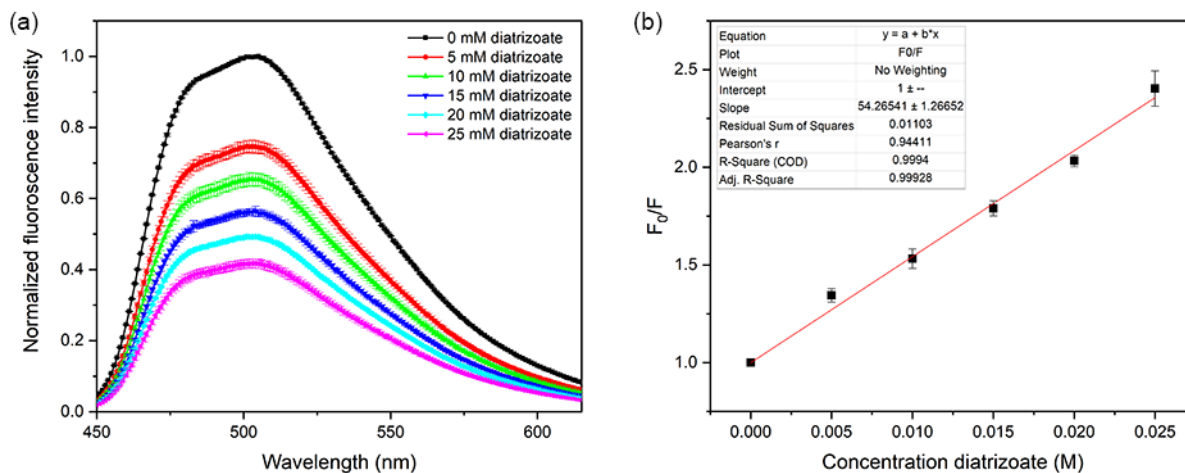 (a)
Normalized fluorescence intensity
1.0
0.8
0.6
0.4
0.2
0.0
450
500
550
600
Wavelength (nm)
0 mM diatrizoate
5 mM diatrizoate
10 mM diatrizoate
15 mM diatrizoate
20 mM diatrizoate
25 mM diatrizoate
(b)
F0/F
2.5
2.0
1.5
1.0
0.000
0.005
0.010
0.015
0.020
0.025
Concentration diatrizoate (M)
Equation y = a + b*x
Plot F0/F
Weight No Weighting
Intercept 1 ± --
Slope 54.26541 ± 1.26652
Residual Sum of Squares 0.01103
Pearson's r 0.94411
R-Square (COD) 0.9994
Adj. R-Square 0.99928